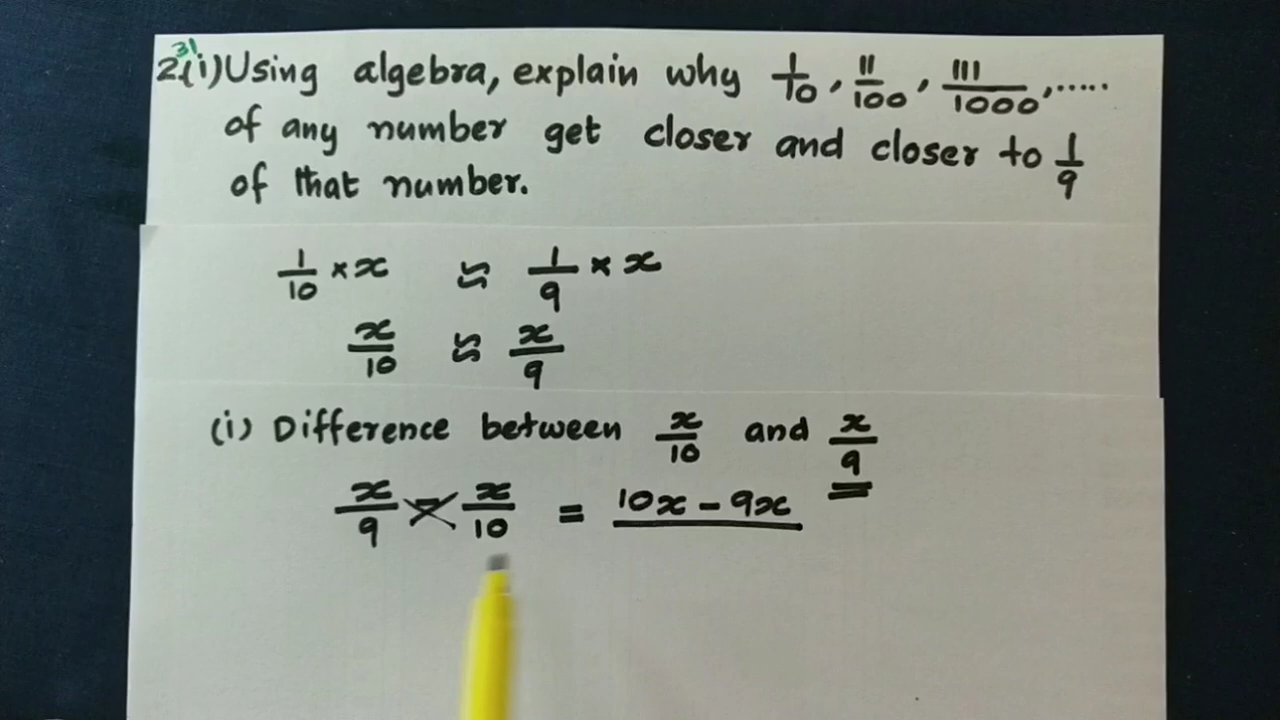 31
2(i) Using algebra, explain why 1/10, 11/100, 111/1000, .....
of any number get closer and closer to 1/9
of that number.
1/10 × x ≈ 1/9 × x
x/10 ≈ x/9
(i) Difference between x/10 and x/9
x/9 - x/10 = 10x - 9x